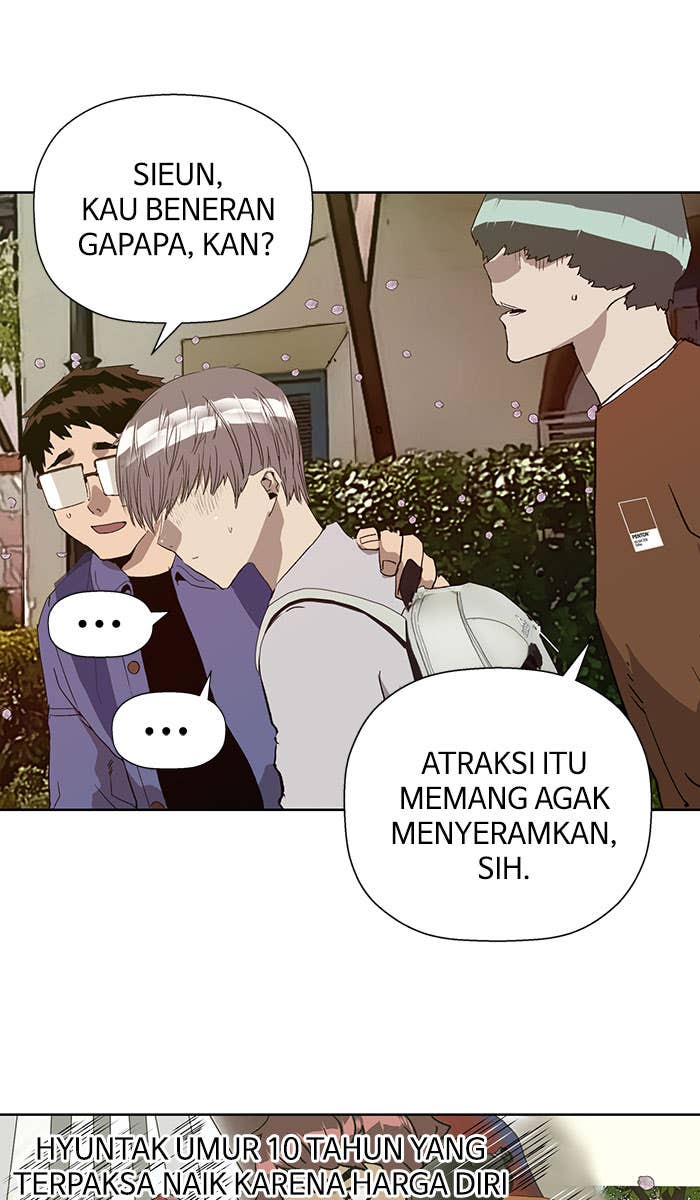 SIEUN,
KAU BENERAN
GAPAPA, KAN?
...
...
ATRAKSI ITU
MEMANG AGAK
MENYERAMKAN,
SIH.
HYUNTAK UMUR 10 TAHUN YANG
TERPAKSA NAIK KARENA HARGA DIRI